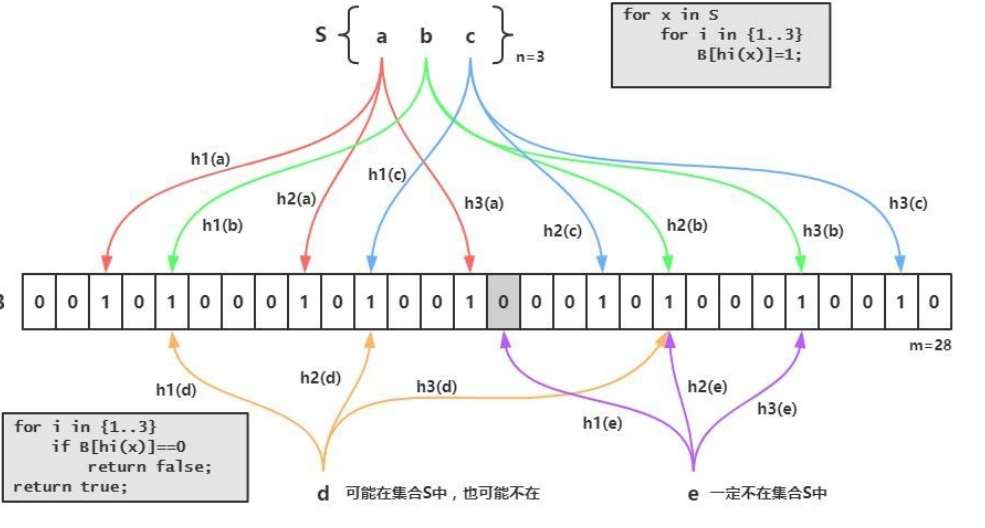 S { a b c } n=3
for x in S
for i in {1..3}
B[hi(x)]=1;
h1(a)
h2(a)
h1(c)
h3(a)
h1(b)
h2(c)
h2(b)
h3(b)
h3(c)
0 0 1 0 1 0 0 0 1 0 1 0 0 1 0 0 0 1 0 1 0 0 0 1 0 0 1 0
m=28
h1(d)
h2(d)
h3(d)
h1(e)
h2(e)
h3(e)
for i in {1..3}
if B[hi(x)]==0
return false;
return true;
d 可能在集合S中，也可能不在
e 一定不在集合S中